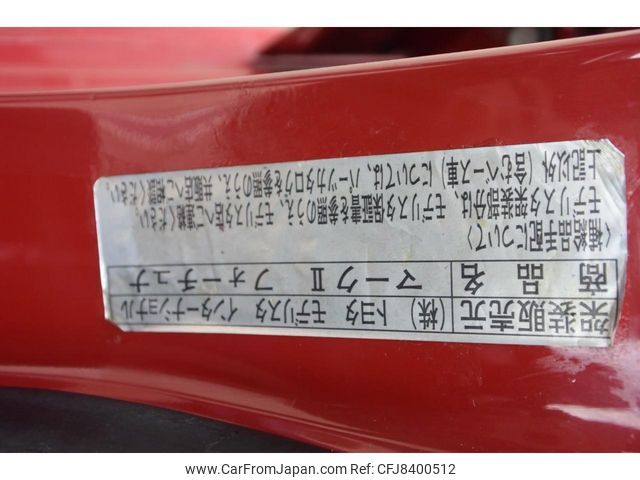 架装販売元 (株) トヨタ モデリスタ インターナショナル
商品名 マークⅡ フォーチュナ
〈補給品手配について〉
モデリスタ架装部分は、モデリスタ保証書を参照のうえ、モデリスタ店へご連絡ください。
上記以外(含むベース車)については、パーツカタログを参照のうえ、共販店へご相談ください。
© CarFromJapan.com - ID: CFJ8400512